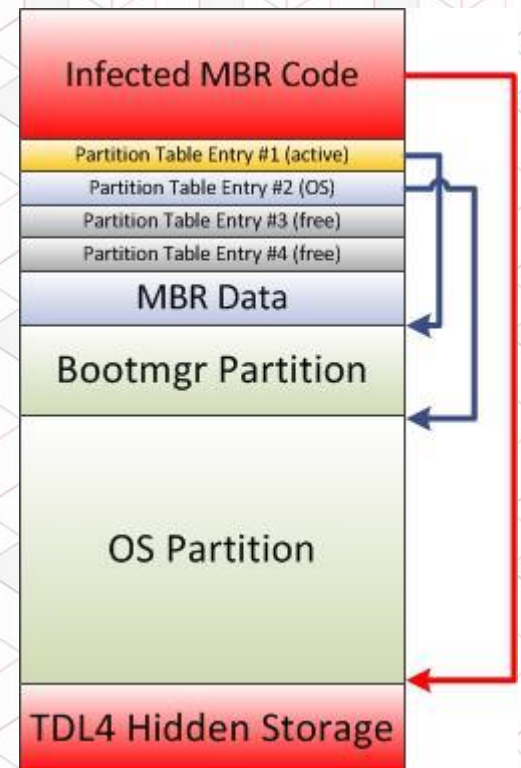 Infected MBR Code
Partition Table Entry #1 (active)
Partition Table Entry #2 (OS)
Partition Table Entry #3 (free)
Partition Table Entry #4 (free)
MBR Data
Bootmgr Partition
OS Partition
TDL4 Hidden Storage